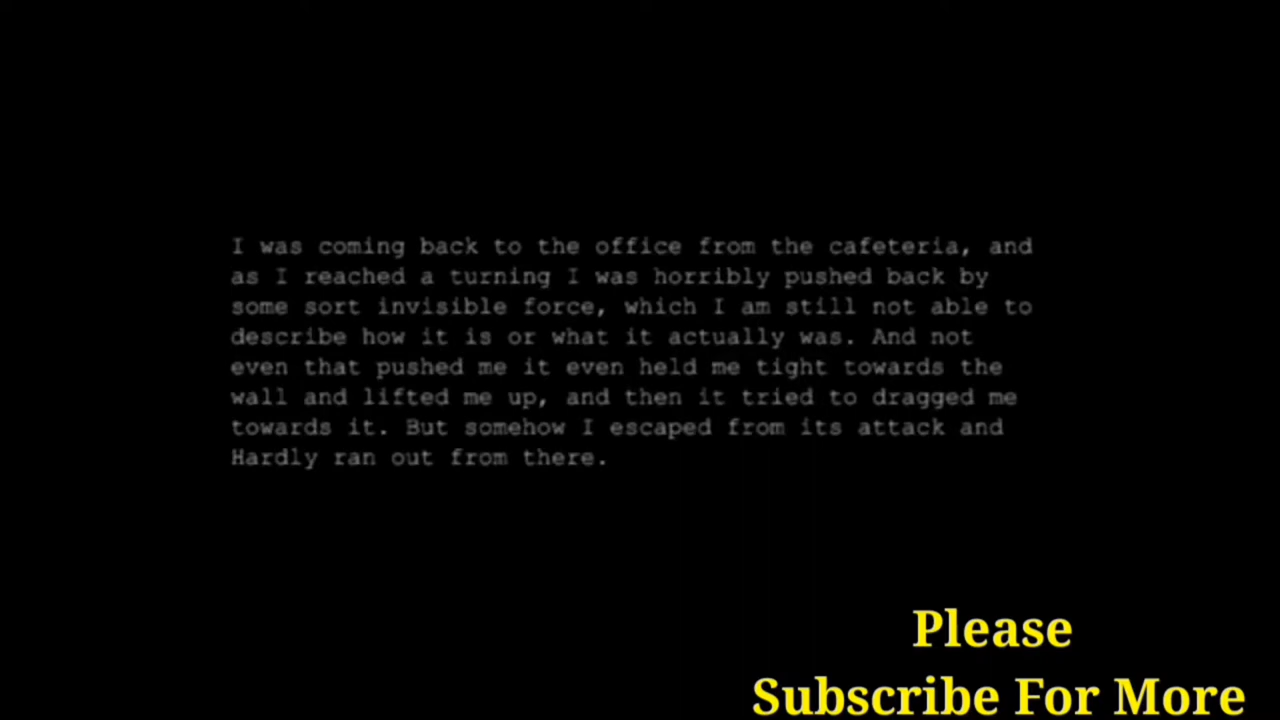 I was coming back to the office from the cafeteria, and
as I reached a turning I was horribly pushed back by
some sort invisible force, which I am still not able to
describe how it is or what it actually was. And not
even that pushed me it even held me tight towards the
wall and lifted me up, and then it tried to dragged me
towards it. But somehow I escaped from its attack and
Hardly ran out from there.
Please
Subscribe For More